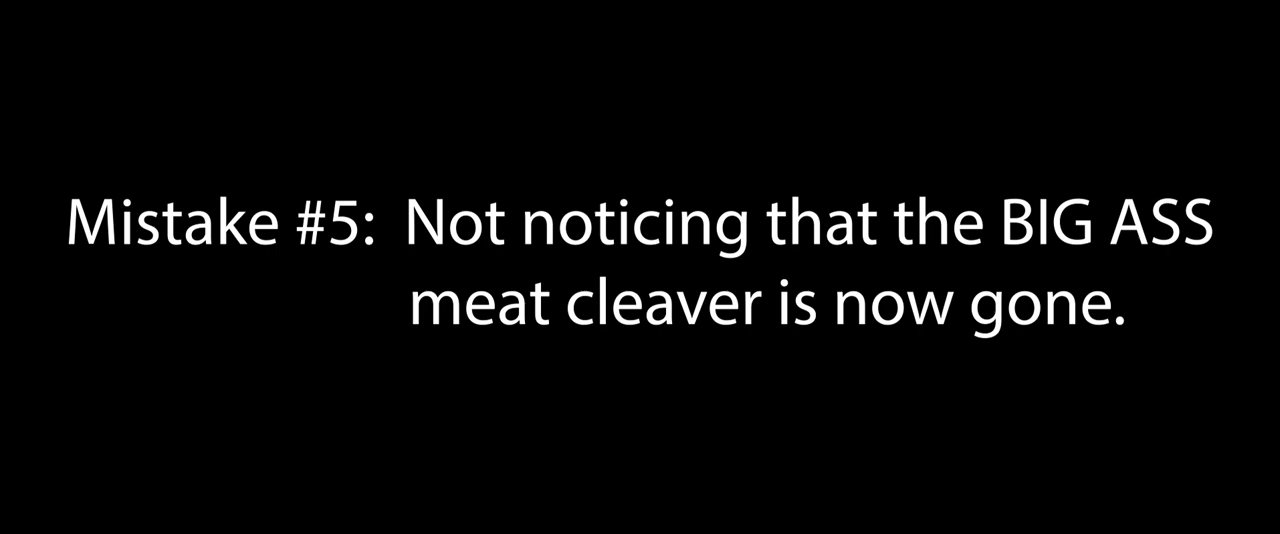 Mistake #5: Not noticing that the BIG ASS
meat cleaver is now gone.